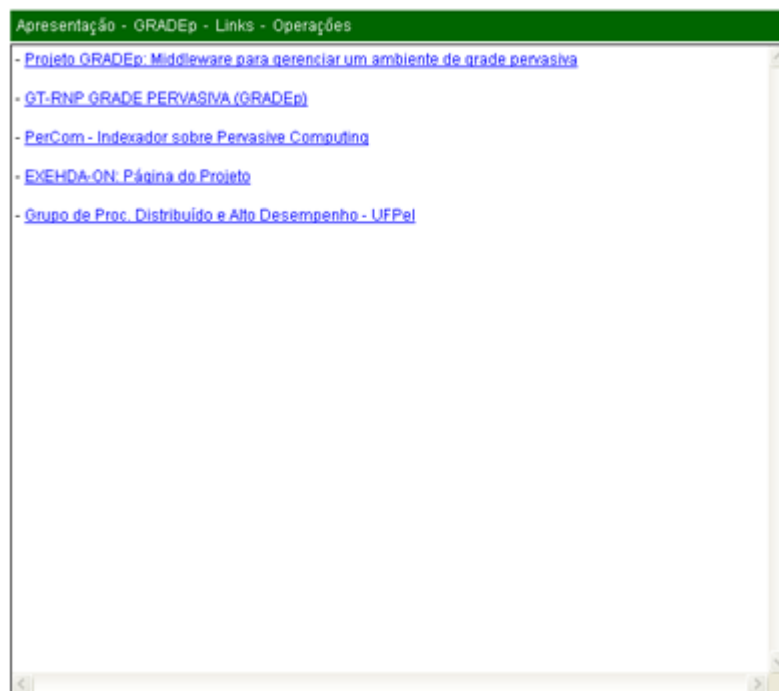 Apresentação - GRADEp - Links - Operações
- Projeto GRADEp: Middleware para gerenciar um ambiente de grade pervasiva
- GT-RNP GRADE PERVASIVA (GRADEp)
- PerCom - Indexador sobre Pervasive Computing
- EXEHDA-ON: Página do Projeto
- Grupo de Proc. Distribuído e Alto Desempenho - UFPel